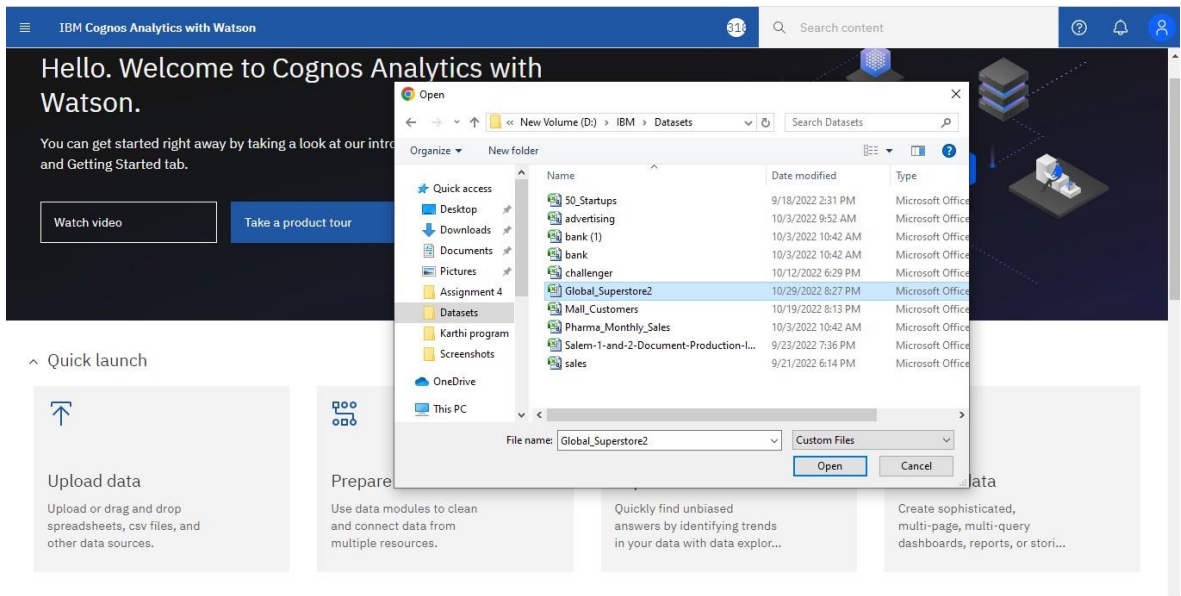 IBM Cognos Analytics with Watson
Search content
Hello. Welcome to Cognos Analytics with
Watson.
You can get started right away by taking a look at our intro
and Getting Started tab.
Watch video
Take a product tour
Open
« New Volume (D:) › IBM › Datasets
Search Datasets
Organize
New folder
Quick access
Desktop
Downloads
Documents
Pictures
Assignment 4
Datasets
Karthi program
Screenshots
OneDrive
This PC
Name Date modified Type
50_Startups 9/18/2022 2:31 PM Microsoft Office
advertising 10/3/2022 9:52 AM Microsoft Office
bank (1) 10/3/2022 10:42 AM Microsoft Office
bank 10/3/2022 10:42 AM Microsoft Office
challenger 10/12/2022 6:29 PM Microsoft Office
Global_Superstore2 10/29/2022 8:27 PM Microsoft Office
Mall_Customers 10/19/2022 8:13 PM Microsoft Office
Pharma_Monthly_Sales 10/3/2022 10:42 AM Microsoft Office
Salem-1-and-2-Document-Production-I... 9/23/2022 7:36 PM Microsoft Office
sales 9/21/2022 6:14 PM Microsoft Office
File name: Global_Superstore2
Custom Files
Open
Cancel
Quick launch
Upload data
Upload or drag and drop
spreadsheets, csv files, and
other data sources.
Prepare
Use data modules to clean
and connect data from
multiple resources.
Quickly find unbiased
answers by identifying trends
in your data with data explor...
ata
Create sophisticated,
multi-page, multi-query
dashboards, reports, or stori...